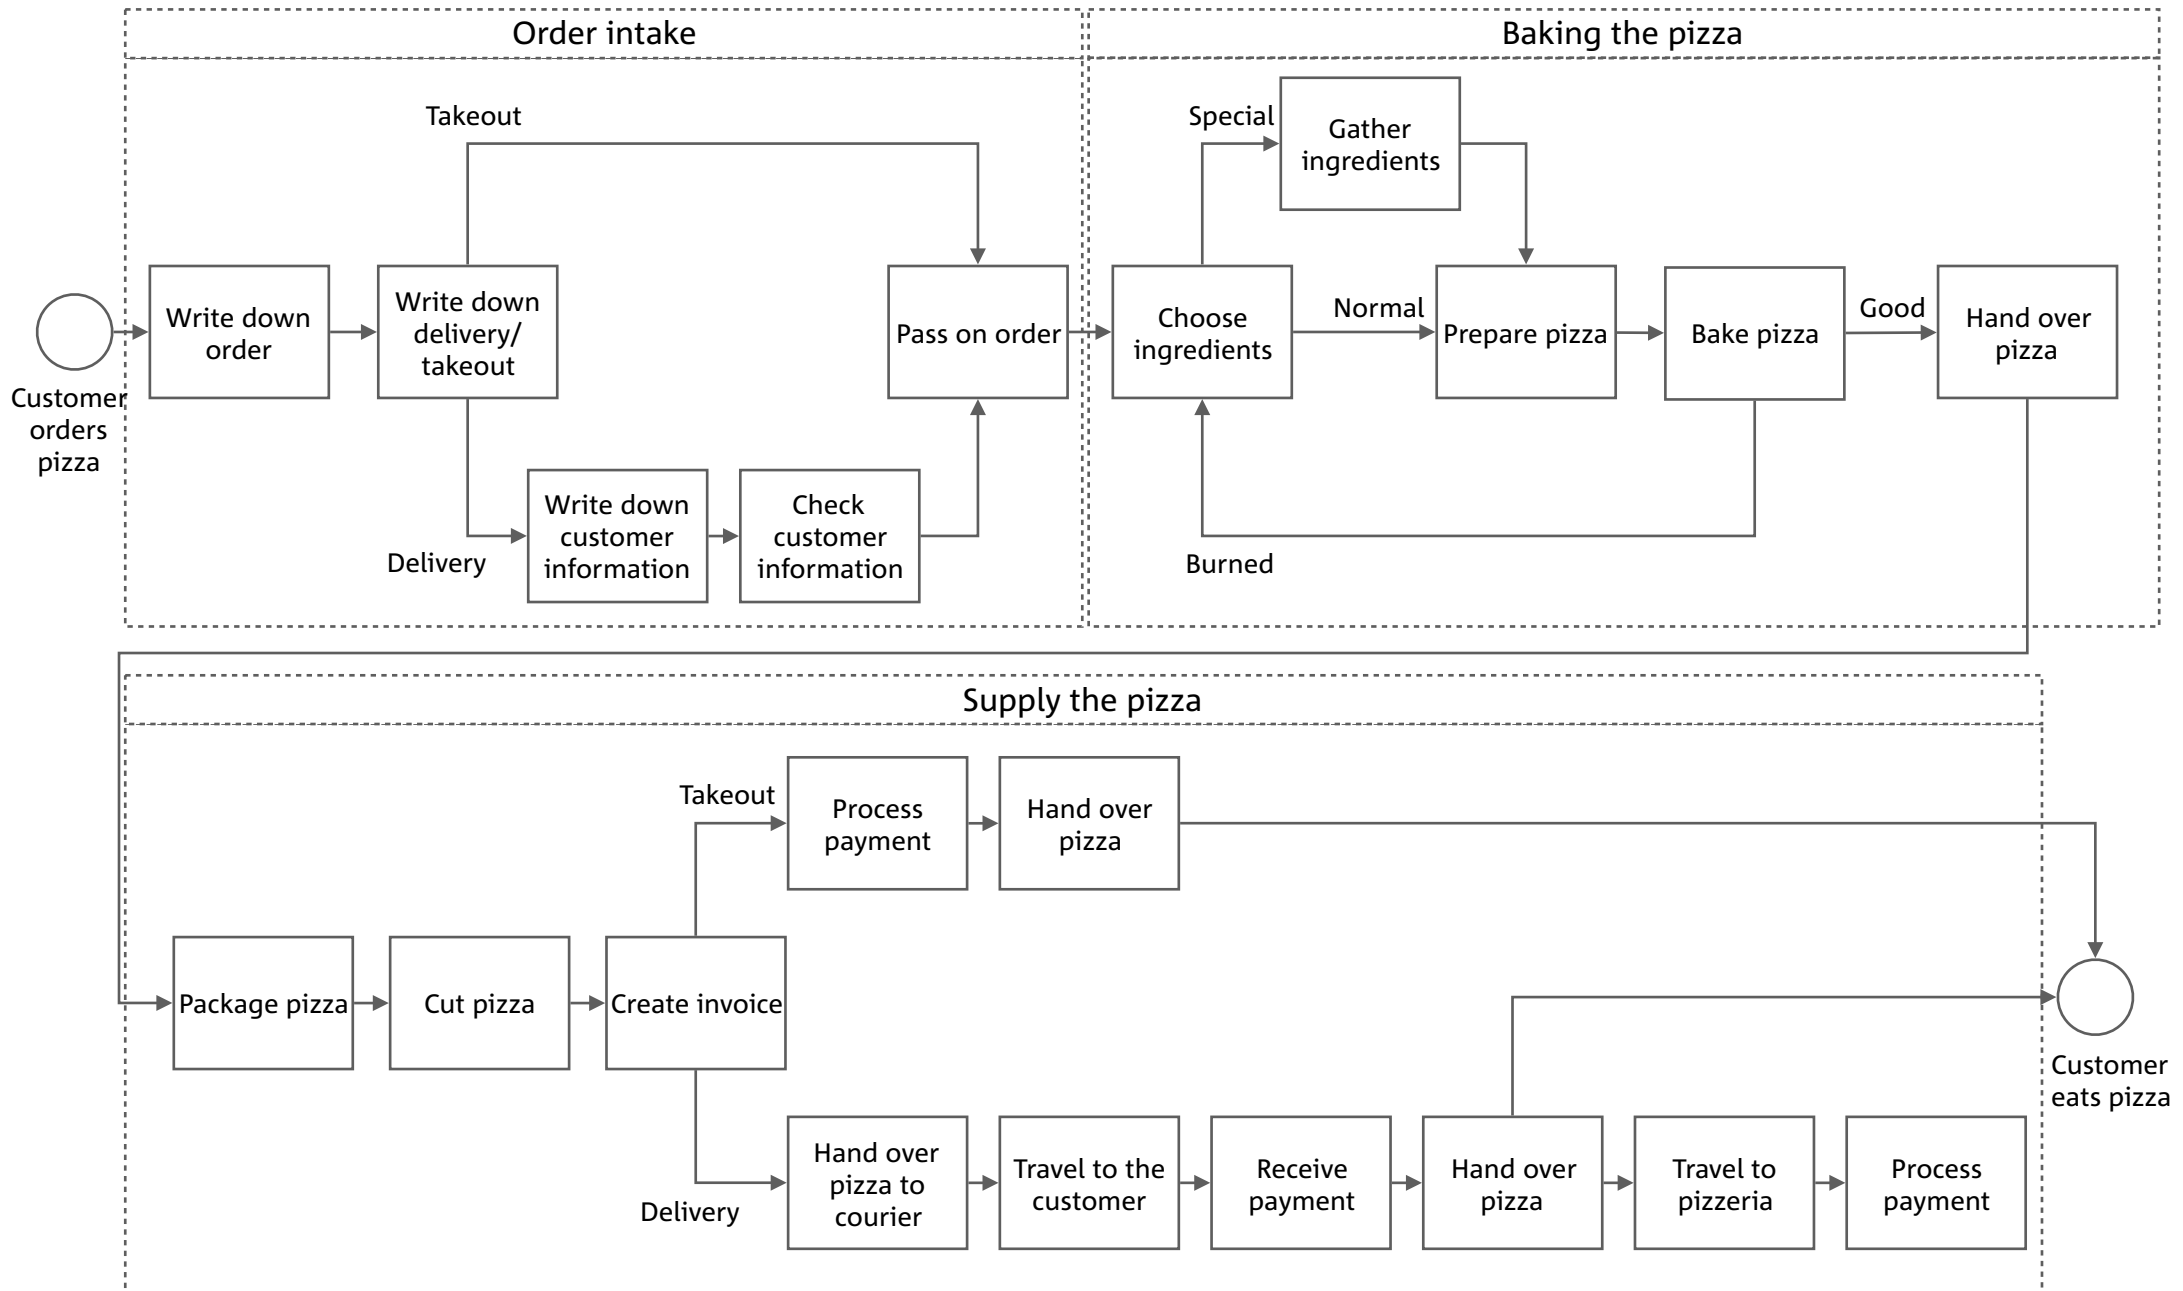 Order intake
Baking the pizza
Takeout
Special
Gather
ingredients
Customer
orders
pizza
Write down
order
Write down
delivery/
takeout
Pass on order
Choose
ingredients
Normal
Prepare pizza
Bake pizza
Good
Hand over
pizza
Delivery
Write down
customer
information
Check
customer
information
Burned
Supply the pizza
Takeout
Process
payment
Hand over
pizza
Package pizza
Cut pizza
Create invoice
Customer
eats pizza
Delivery
Hand over
pizza to
courier
Travel to the
customer
Receive
payment
Hand over
pizza
Travel to
pizzeria
Process
payment